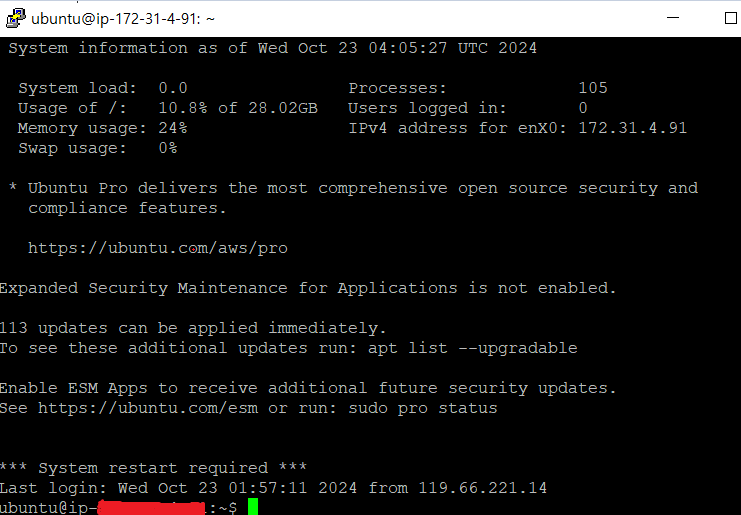 ubuntu@ip-172-31-4-91: ~
System information as of Wed Oct 23 04:05:27 UTC 2024
System load: 0.0 Processes: 105
Usage of /: 10.8% of 28.02GB Users logged in: 0
Memory usage: 24% IPv4 address for enX0: 172.31.4.91
Swap usage: 0%
* Ubuntu Pro delivers the most comprehensive open source security and
compliance features.
https://ubuntu.com/aws/pro
Expanded Security Maintenance for Applications is not enabled.
113 updates can be applied immediately.
To see these additional updates run: apt list --upgradable
Enable ESM Apps to receive additional future security updates.
See https://ubuntu.com/esm or run: sudo pro status
*** System restart required ***
Last login: Wed Oct 23 01:57:11 2024 from 119.66.221.14
ubuntu@ip- :~$